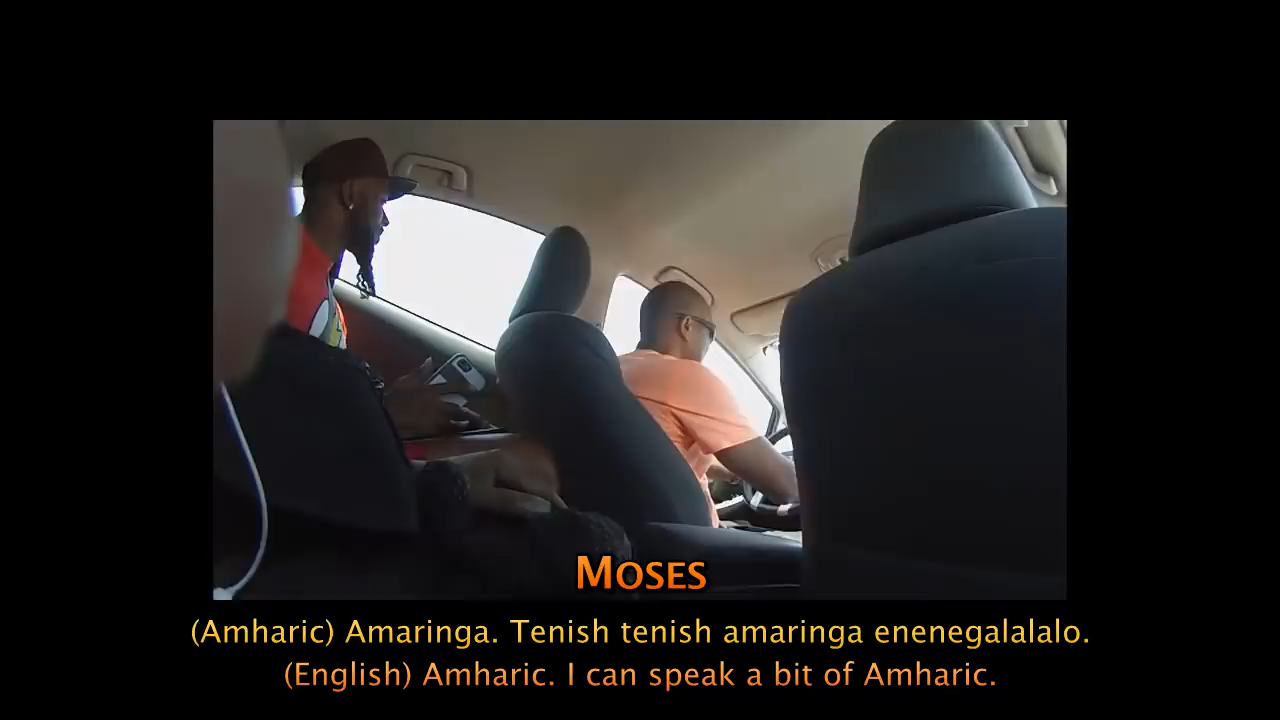 MOSES
(Amharic) Amaringa. Tenish tenish amaringa enenegalalalo.
(English) Amharic. I can speak a bit of Amharic.